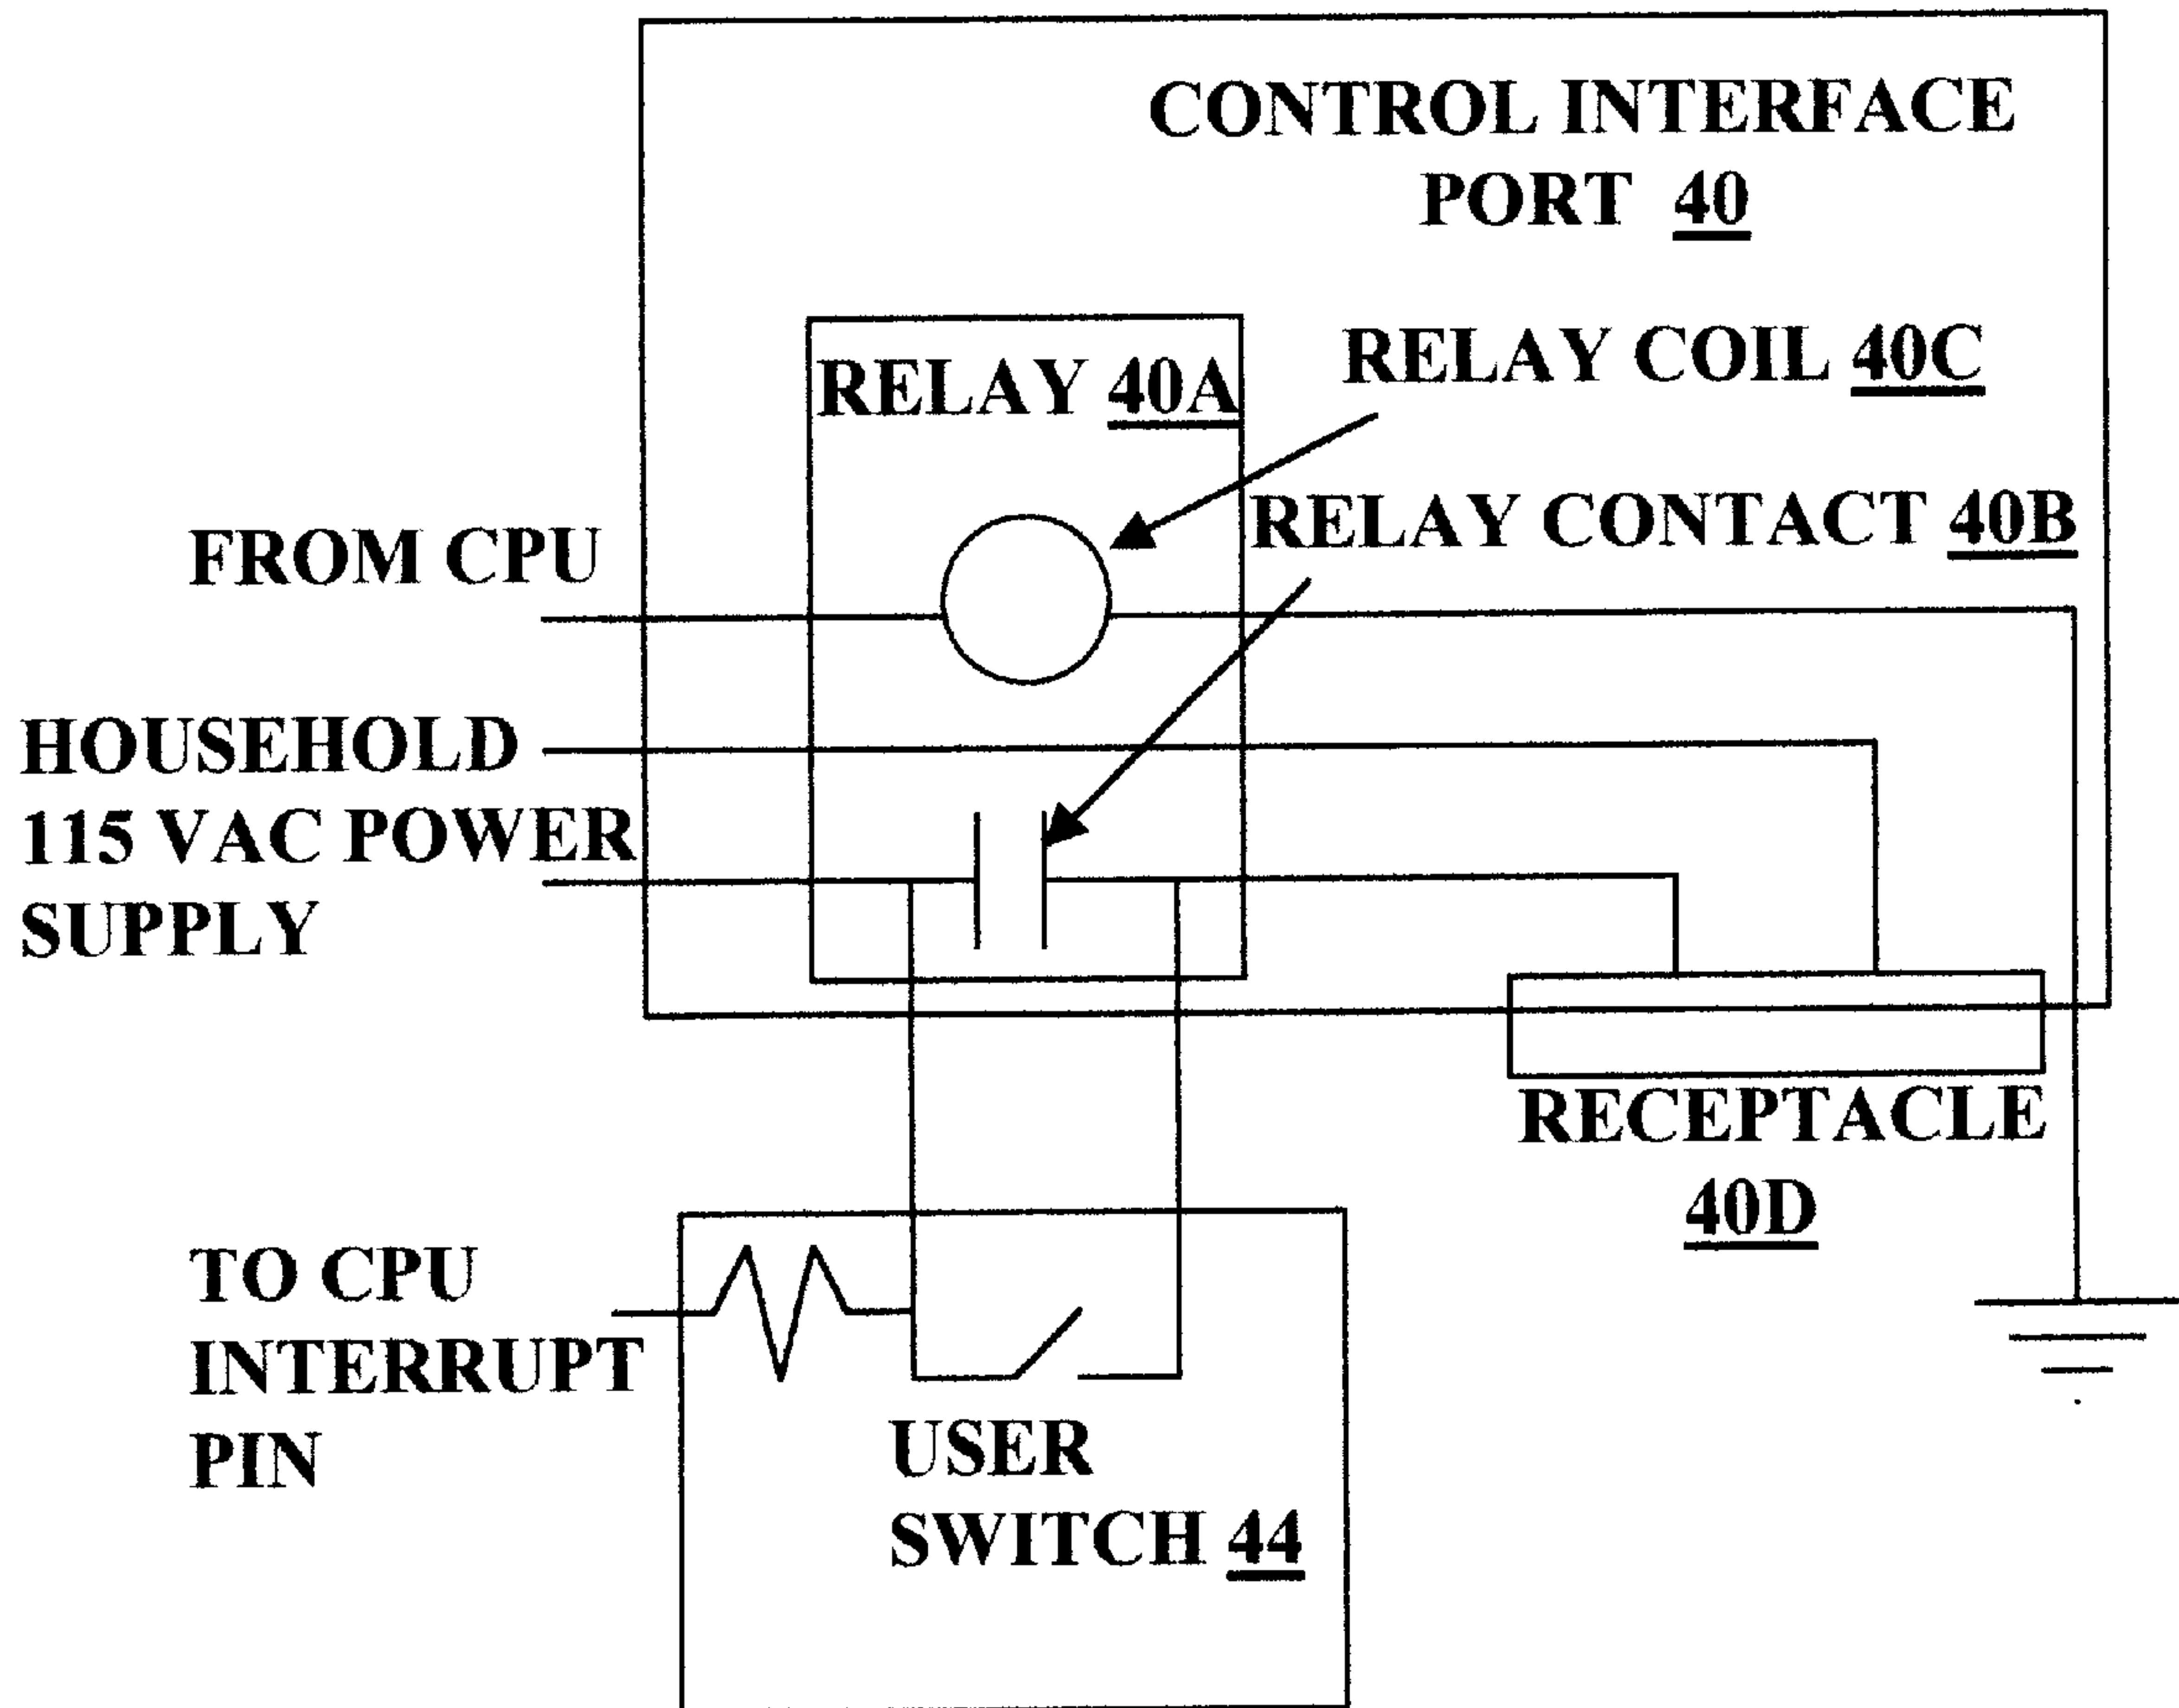 CONTROL INTERFACE
PORT 40
RELAY 40A
RELAY COIL 40C
RELAY CONTACT 40B
FROM CPU
HOUSEHOLD
115 VAC POWER
SUPPLY
RECEPTACLE
40D
TO CPU
INTERRUPT
PIN
USER
SWITCH 44